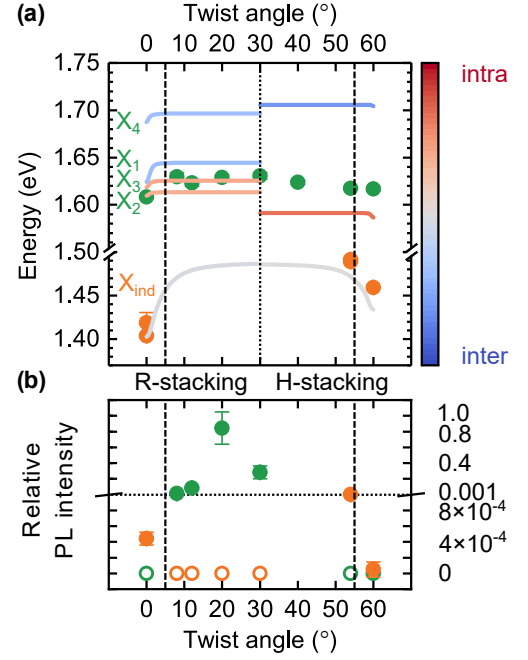 (a)
Twist angle (°)
0 10 20 30 40 50 60
Energy (eV)
1.75
1.70
1.65
1.60
1.50
1.45
1.40
X₄
X₁
X₃
X₂
X_ind
intra
inter
R-stacking H-stacking
(b)
Relative
PL intensity
1.0
0.8
0.4
0.001
8×10⁻⁴
4×10⁻⁴
0
0 10 20 30 40 50 60
Twist angle (°)